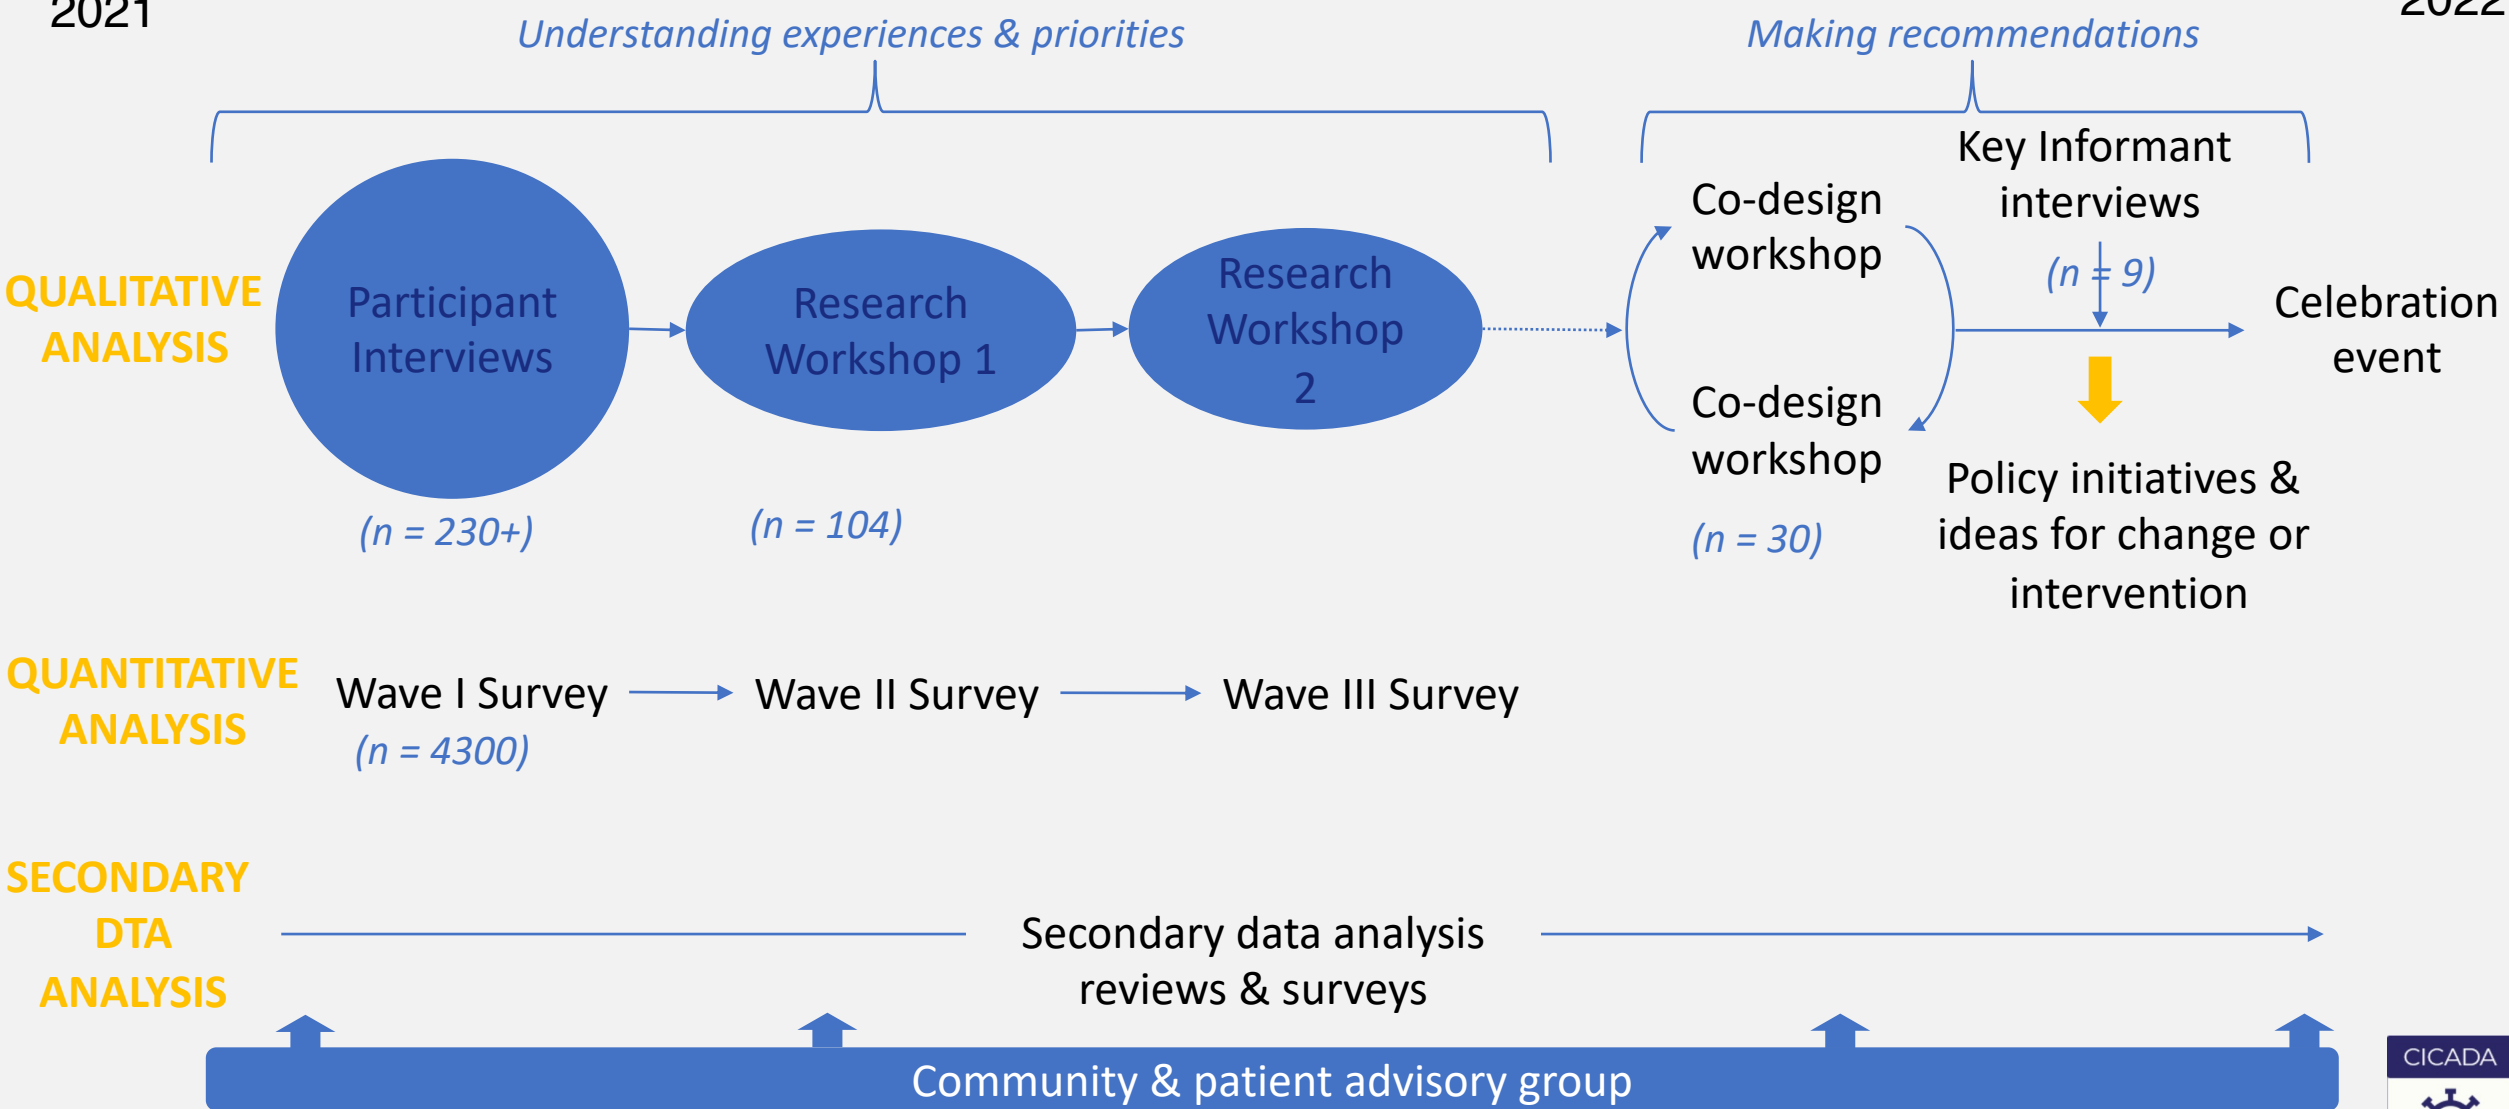 2021
2022
Understanding experiences & priorities
Making recommendations
QUALITATIVE
ANALYSIS
Participant
Interviews
(n = 230+)
Research
Workshop 1
(n = 104)
Research
Workshop
2
Co-design
workshop
Co-design
workshop
(n = 30)
Key Informant
interviews
(n = 9)
Policy initiatives &
ideas for change or
intervention
Celebration
event
QUANTITATIVE
ANALYSIS
Wave I Survey
(n = 4300)
Wave II Survey
Wave III Survey
SECONDARY
DTA
ANALYSIS
Secondary data analysis
reviews & surveys
Community & patient advisory group
CICADA